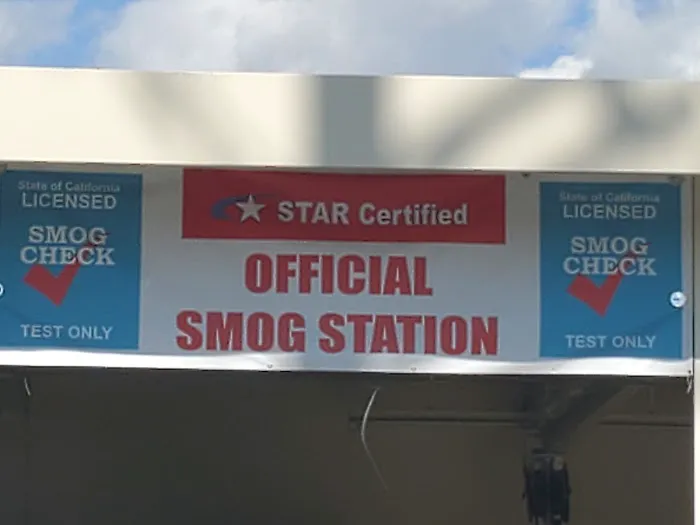 State of California
LICENSED
SMOG
CHECK
TEST ONLY
STAR Certified
OFFICIAL
SMOG STATION
State of California
LICENSED
SMOG
CHECK
TEST ONLY